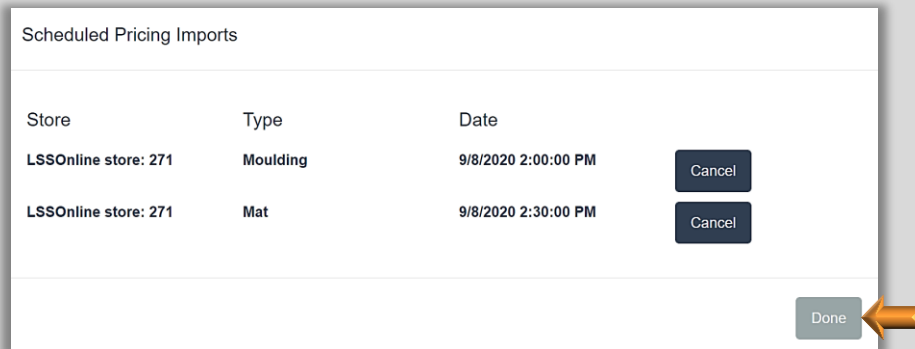 Scheduled Pricing Imports
Store Type Date
LSSOnline store: 271 Moulding 9/8/2020 2:00:00 PM Cancel
LSSOnline store: 271 Mat 9/8/2020 2:30:00 PM Cancel
Done